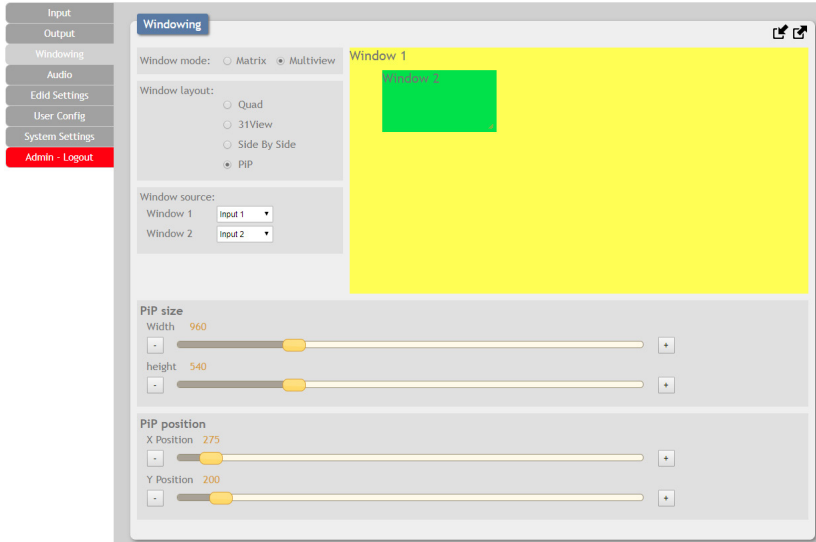 Input
Output
Windowing
Audio
Edid Settings
User Config
System Settings
Admin - Logout
Windowing
Window mode: Matrix Multiview
Window layout:
Quad
31View
Side By Side
PiP
Window source:
Window 1 Input 1
Window 2 Input 2
Window 1
Window 2
PiP size
Width 960
- +
height 540
- +
PiP position
X Position 275
- +
Y Position 200
- +